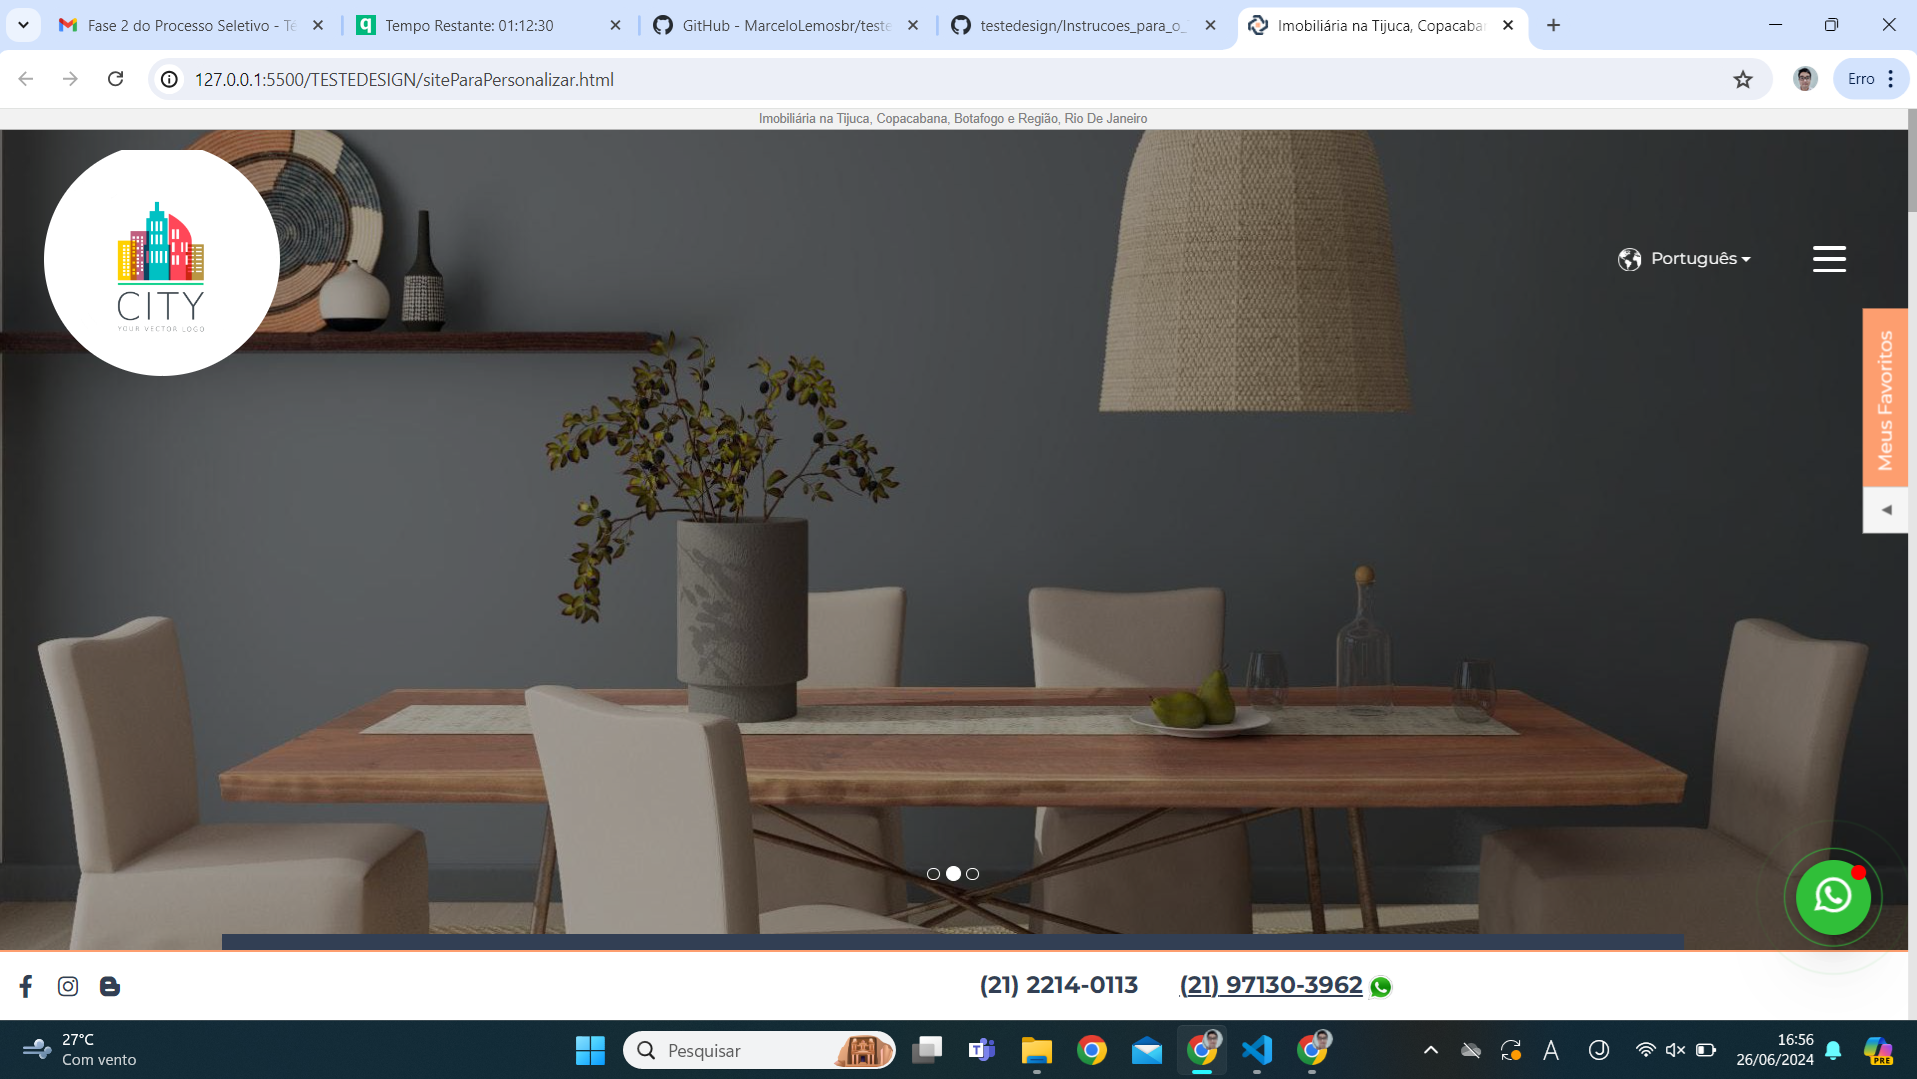 Fase 2 do Processo Seletivo - Té
Tempo Restante: 01:12:30
GitHub - MarceloLemosbr/teste
testedesign/Instrucoes_para_o_
Imobiliária na Tijuca, Copacaba
127.0.0.1:5500/TESTEDESIGN/siteParaPersonalizar.html
Erro
Imobiliária na Tijuca, Copacabana, Botafogo e Região, Rio De Janeiro
CITY
YOUR VECTOR LOGO
Português
Meus Favoritos
(21) 2214-0113
(21) 97130-3962
27°C
Com vento
Pesquisar
16:56
26/06/2024
PRE